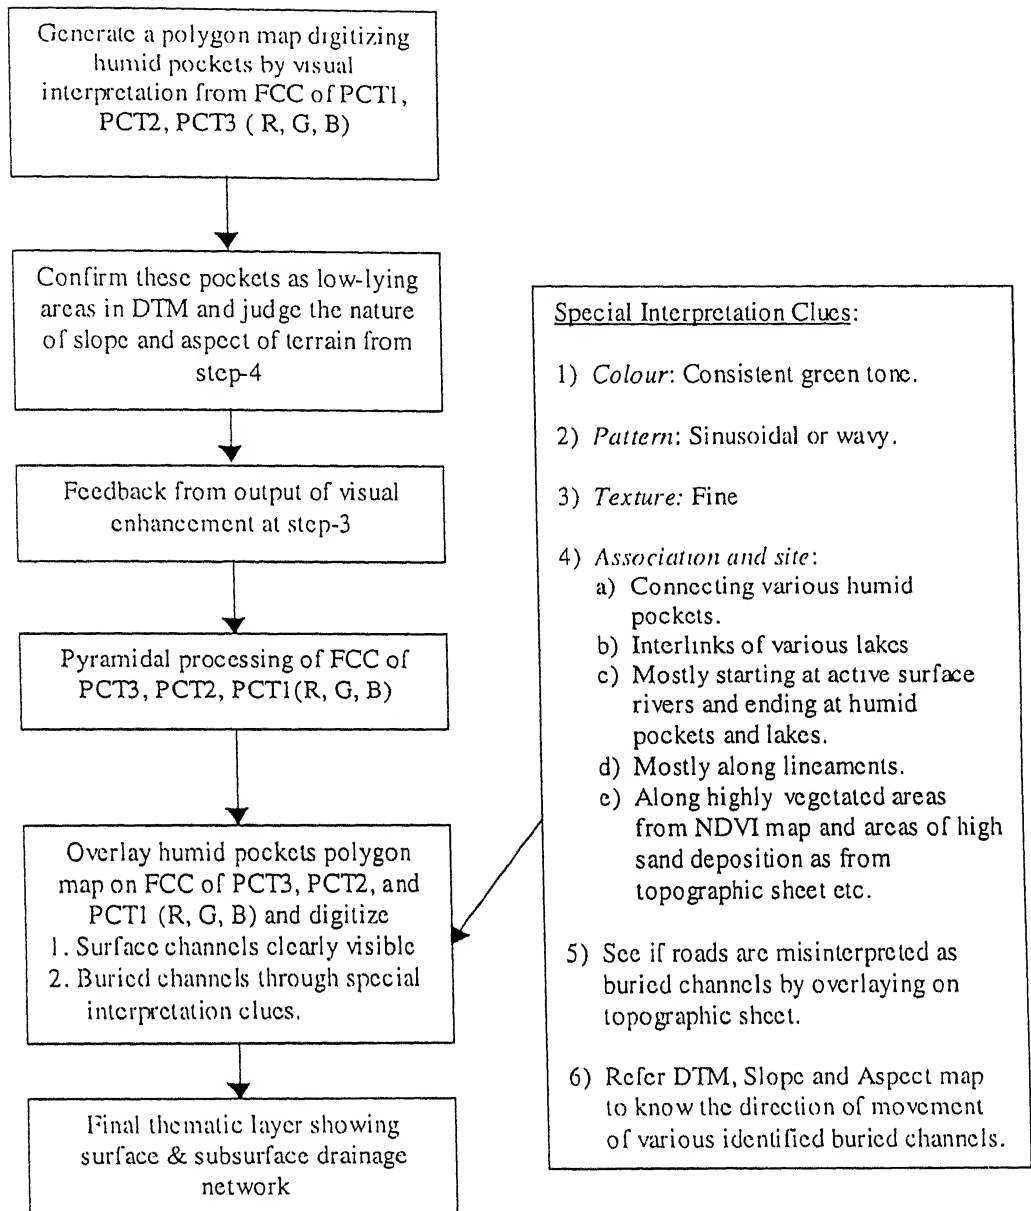 Generate a polygon map digitizing
humid pockets by visual
interpretation from FCC of PCT1,
PCT2, PCT3 ( R, G, B)
Confirm these pockets as low-lying
areas in DTM and judge the nature
of slope and aspect of terrain from
step-4
Feedback from output of visual
enhancement at step-3
Pyramidal processing of FCC of
PCT3, PCT2, PCT1(R, G, B)
Overlay humid pockets polygon
map on FCC of PCT3, PCT2, and
PCT1 (R, G, B) and digitize
1. Surface channels clearly visible
2. Buried channels through special
interpretation clues.
Final thematic layer showing
surface & subsurface drainage
network
Special Interpretation Clues:
1) Colour: Consistent green tone.
2) Pattern: Sinusoidal or wavy.
3) Texture: Fine
4) Association and site:
a) Connecting various humid
pockets.
b) Interlinks of various lakes
c) Mostly starting at active surface
rivers and ending at humid
pockets and lakes.
d) Mostly along lineaments.
e) Along highly vegetated areas
from NDVI map and areas of high
sand deposition as from
topographic sheet etc.
5) See if roads are misinterpreted as
buried channels by overlaying on
topographic sheet.
6) Refer DTM, Slope and Aspect map
to know the direction of movement
of various identified buried channels.